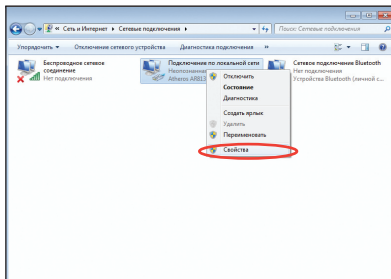 « Сеть и Интернет ▸ Сетевые подключения ▸
Поиск: Сетевые подключения
Упорядочить ▾ Отключение сетевого устройства Диагностика подключения »
Беспроводное сетевое соединение
Нет подключения
Подключение по локальной сети
Неопознанная
Atheros AR813
Сетевое подключение Bluetooth
Нет подключения
Устройства Bluetooth (личной с...
Отключить
Состояние
Диагностика
Создать ярлык
Удалить
Переименовать
Свойства